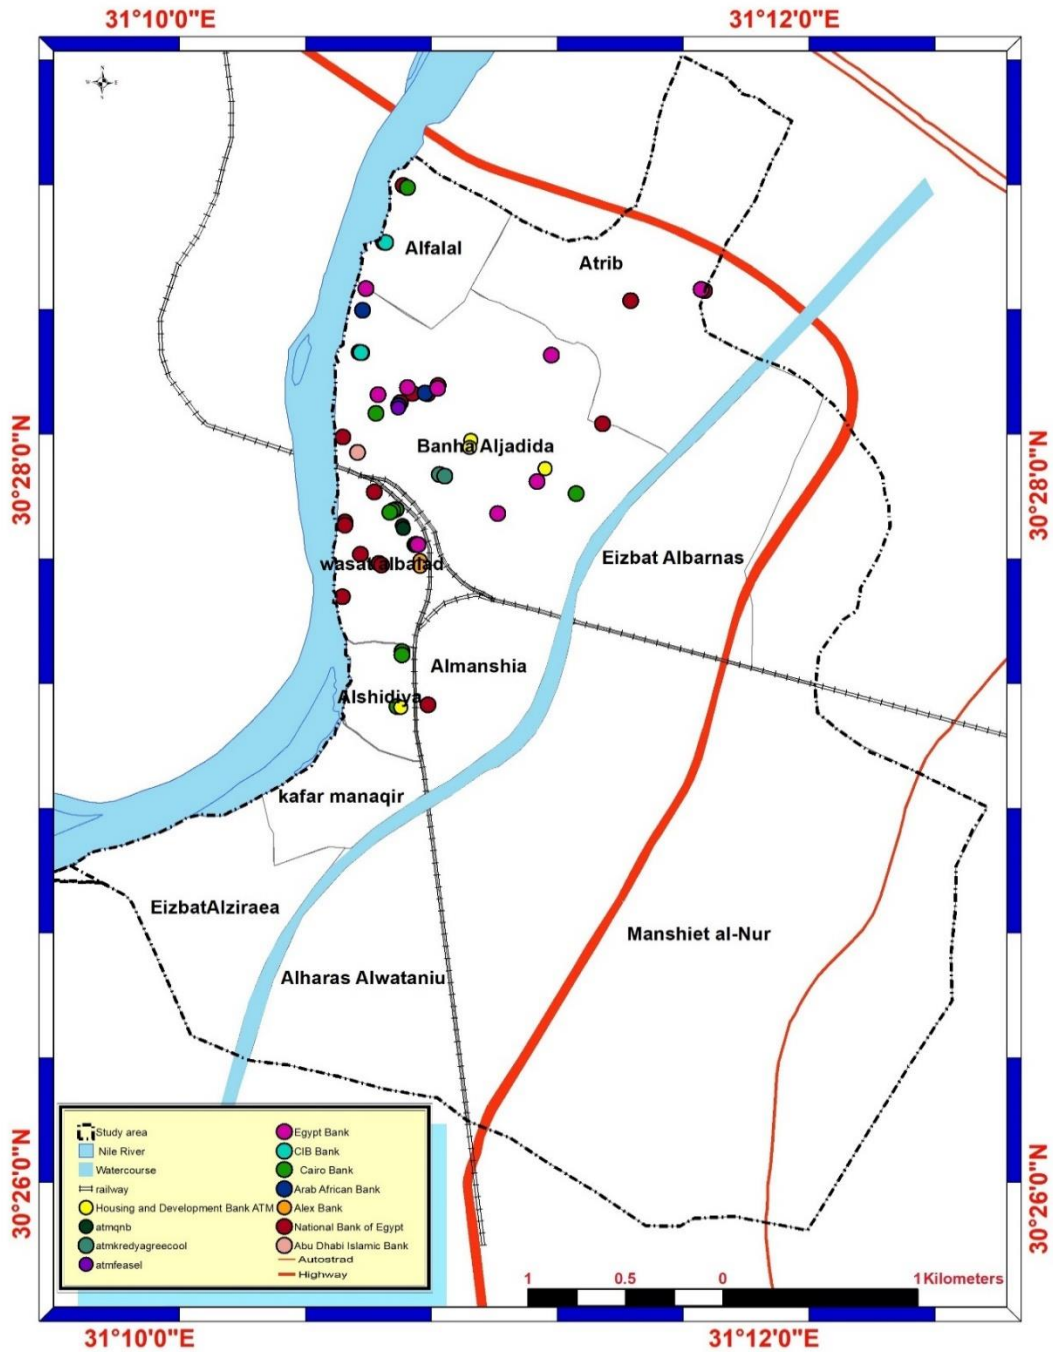 31°10'0"E
31°12'0"E
W E S
Alfalal
Atrib
30°28'0"N
Banha Aljadida
30°28'0"N
Eizbat Albarnas
wasat albalad
Almanshia
Alshidiya
kafar manaqir
EizbatAlziraea
Manshiet al-Nur
Alharas Alwataniu
Study area
Nile River
Watercourse
railway
Housing and Development Bank ATM
atmqnb
atmkredyagreecool
atmfeasel
Egypt Bank
CIB Bank
Cairo Bank
Arab African Bank
Alex Bank
National Bank of Egypt
Abu Dhabi Islamic Bank
Autostrad
Highway
30°26'0"N
30°26'0"N
1 0.5 0 1 Kilometers
31°10'0"E
31°12'0"E